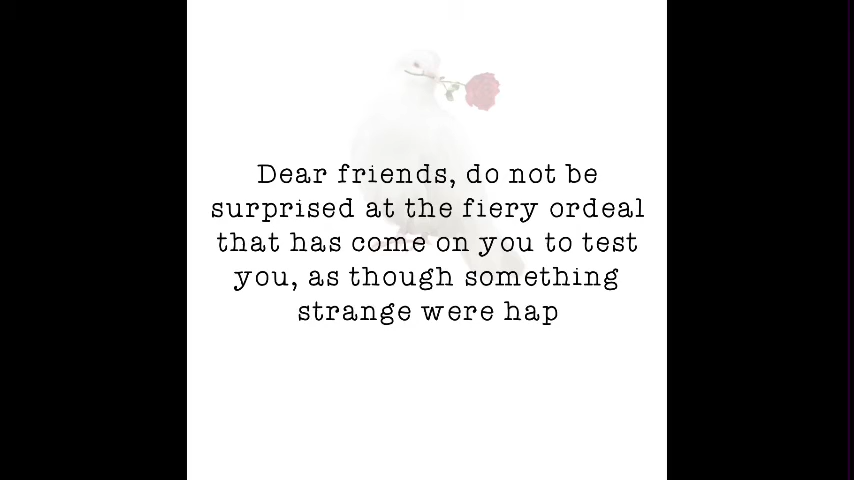 Dear friends, do not be
surprised at the fiery ordeal
that has come on you to test
you, as though something
strange were hap